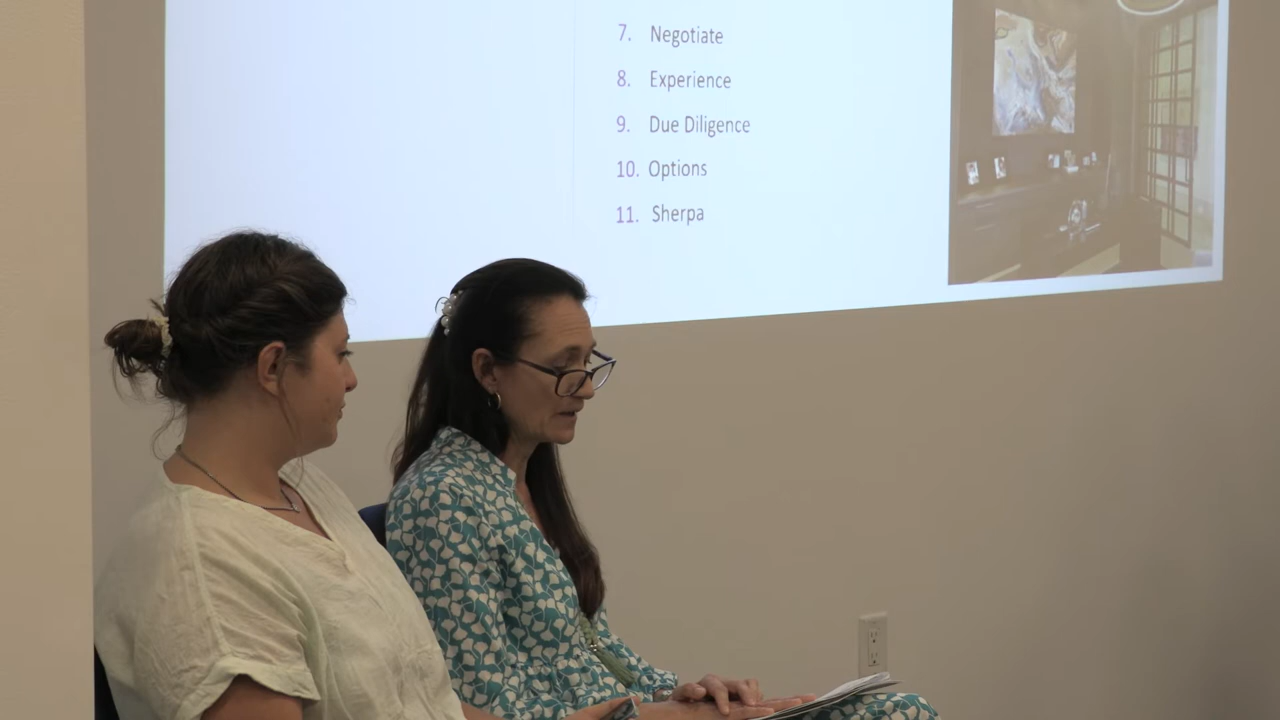 7. Negotiate
8. Experience
9. Due Diligence
10. Options
11. Sherpa